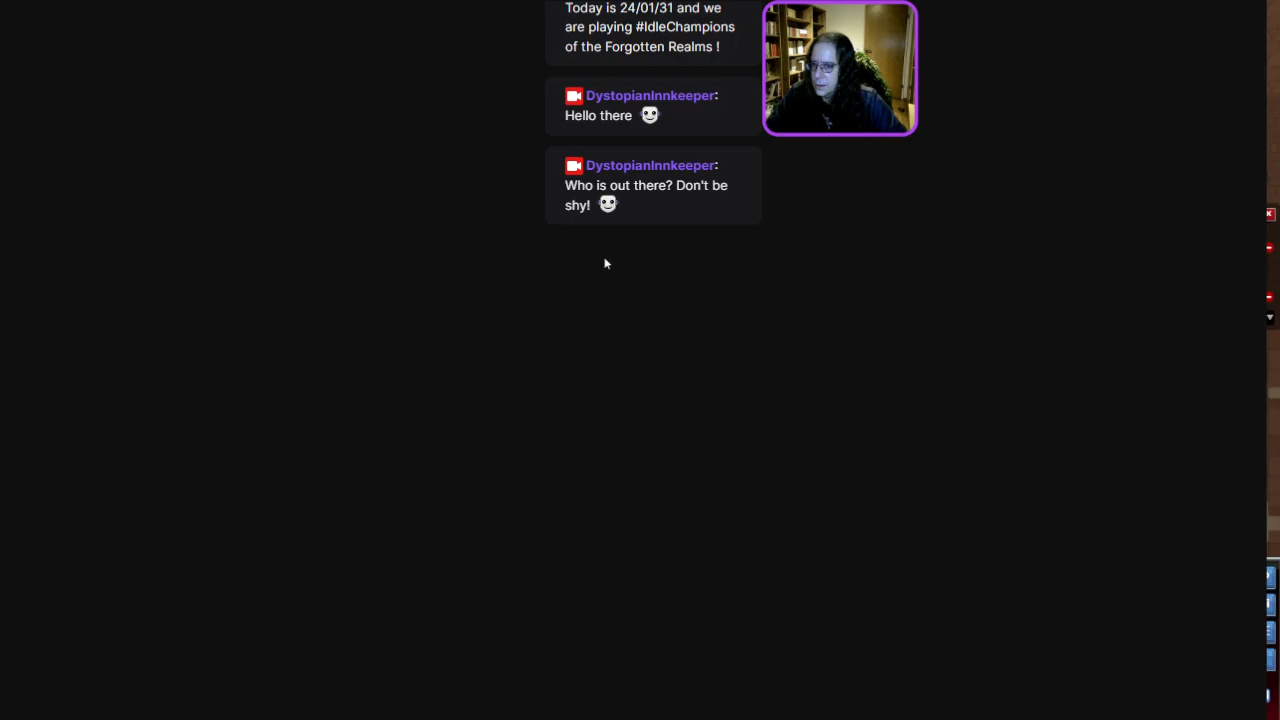 Today is 24/01/31 and we
are playing #IdleChampions
of the Forgotten Realms !
DystopianInnkeeper:
Hello there
DystopianInnkeeper:
Who is out there? Don't be
shy!